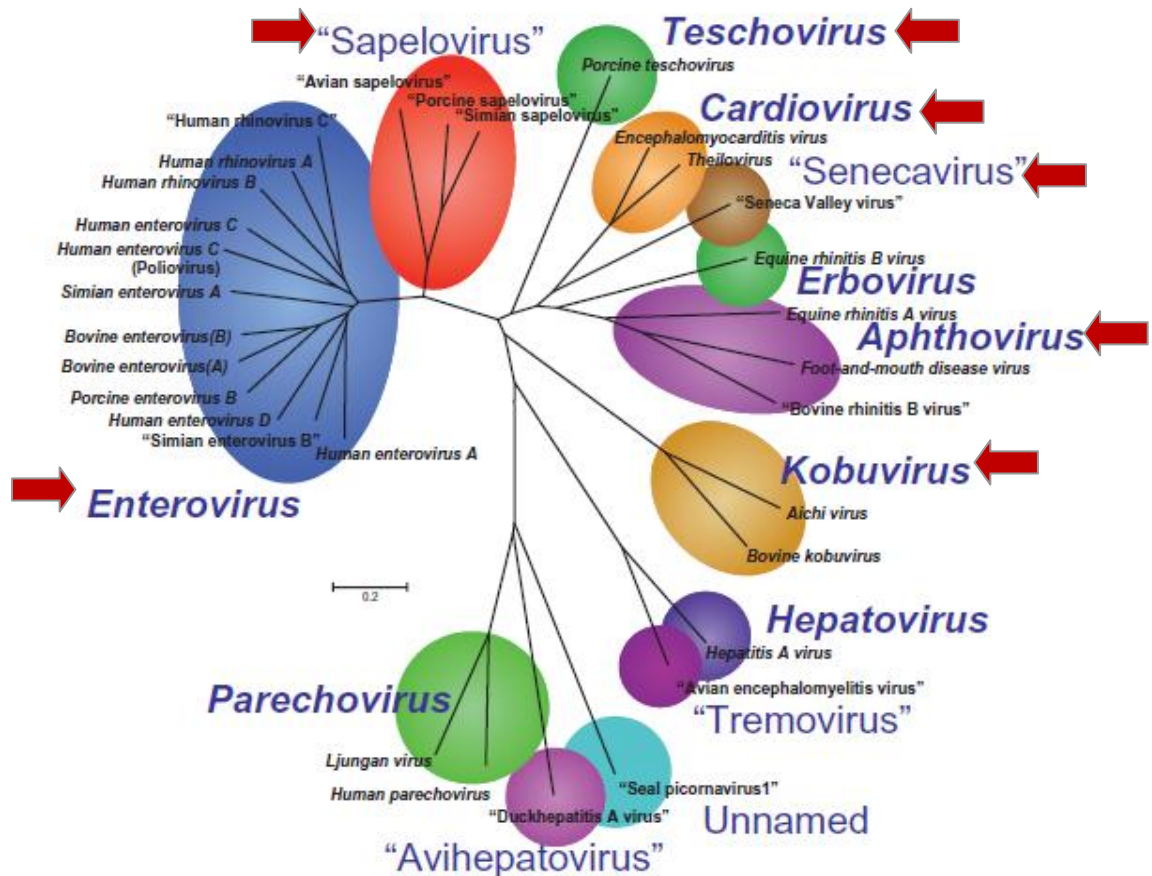 “Sapelovirus”
Teschovirus
Porcine teschovirus
“Avian sapelovirus”
“Porcine sapelovirus”
“Simian sapelovirus”
Cardiovirus
Encephalomyocarditis virus
Theilovirus
“Senecavirus”
“Seneca Valley virus”
“Human rhinovirus C”
Human rhinovirus A
Human rhinovirus B
Human enterovirus C
Human enterovirus C
(Poliovirus)
Simian enterovirus A
Bovine enterovirus(B)
Bovine enterovirus(A)
Porcine enterovirus B
Human enterovirus D
“Simian enterovirus B”
Human enterovirus A
Enterovirus
Equine rhinitis B virus
Erbovirus
Equine rhinitis A virus
Aphthovirus
Foot-and-mouth disease virus
“Bovine rhinitis B virus”
Kobuvirus
Aichi virus
Bovine kobuvirus
0.2
Hepatovirus
Hepatitis A virus
“Avian encephalomyelitis virus”
“Tremovirus”
Parechovirus
Ljungan virus
Human parechovirus
“Seal picornavirus1”
Unnamed
“Duckhepatitis A virus”
“Avihepatovirus”